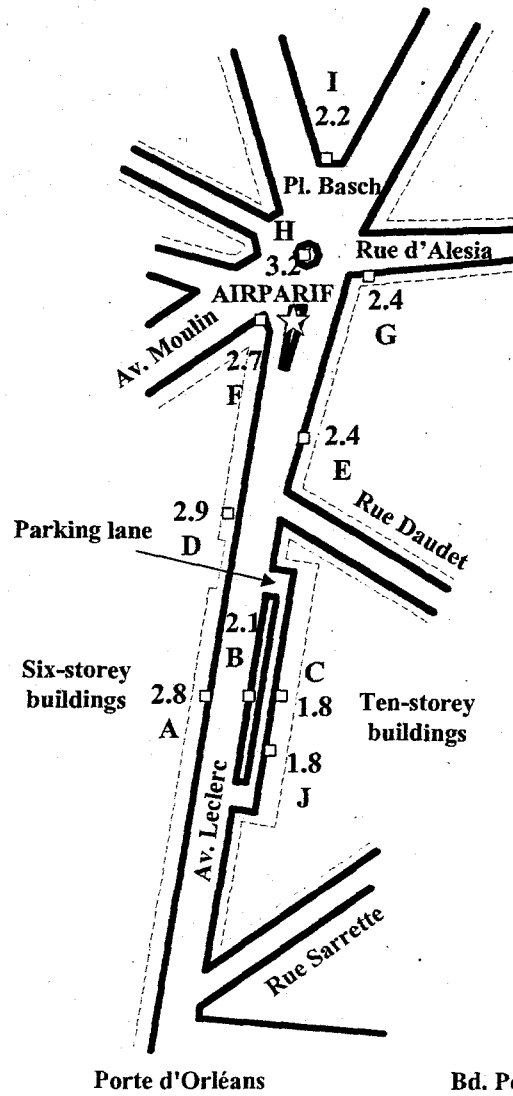 I
2.2
Pl. Basch
H
3.2
Rue d'Alesia
AIRPARIF
2.4
G
Av. Moulin
2.7
F
2.4
E
Rue Daudet
2.9
D
Parking lane
2.1
B
Six-storey
buildings
2.8
A
C
1.8
Ten-storey
buildings
1.8
J
Av. Leclerc
Rue Sarrette
Porte d'Orléans
Bd.